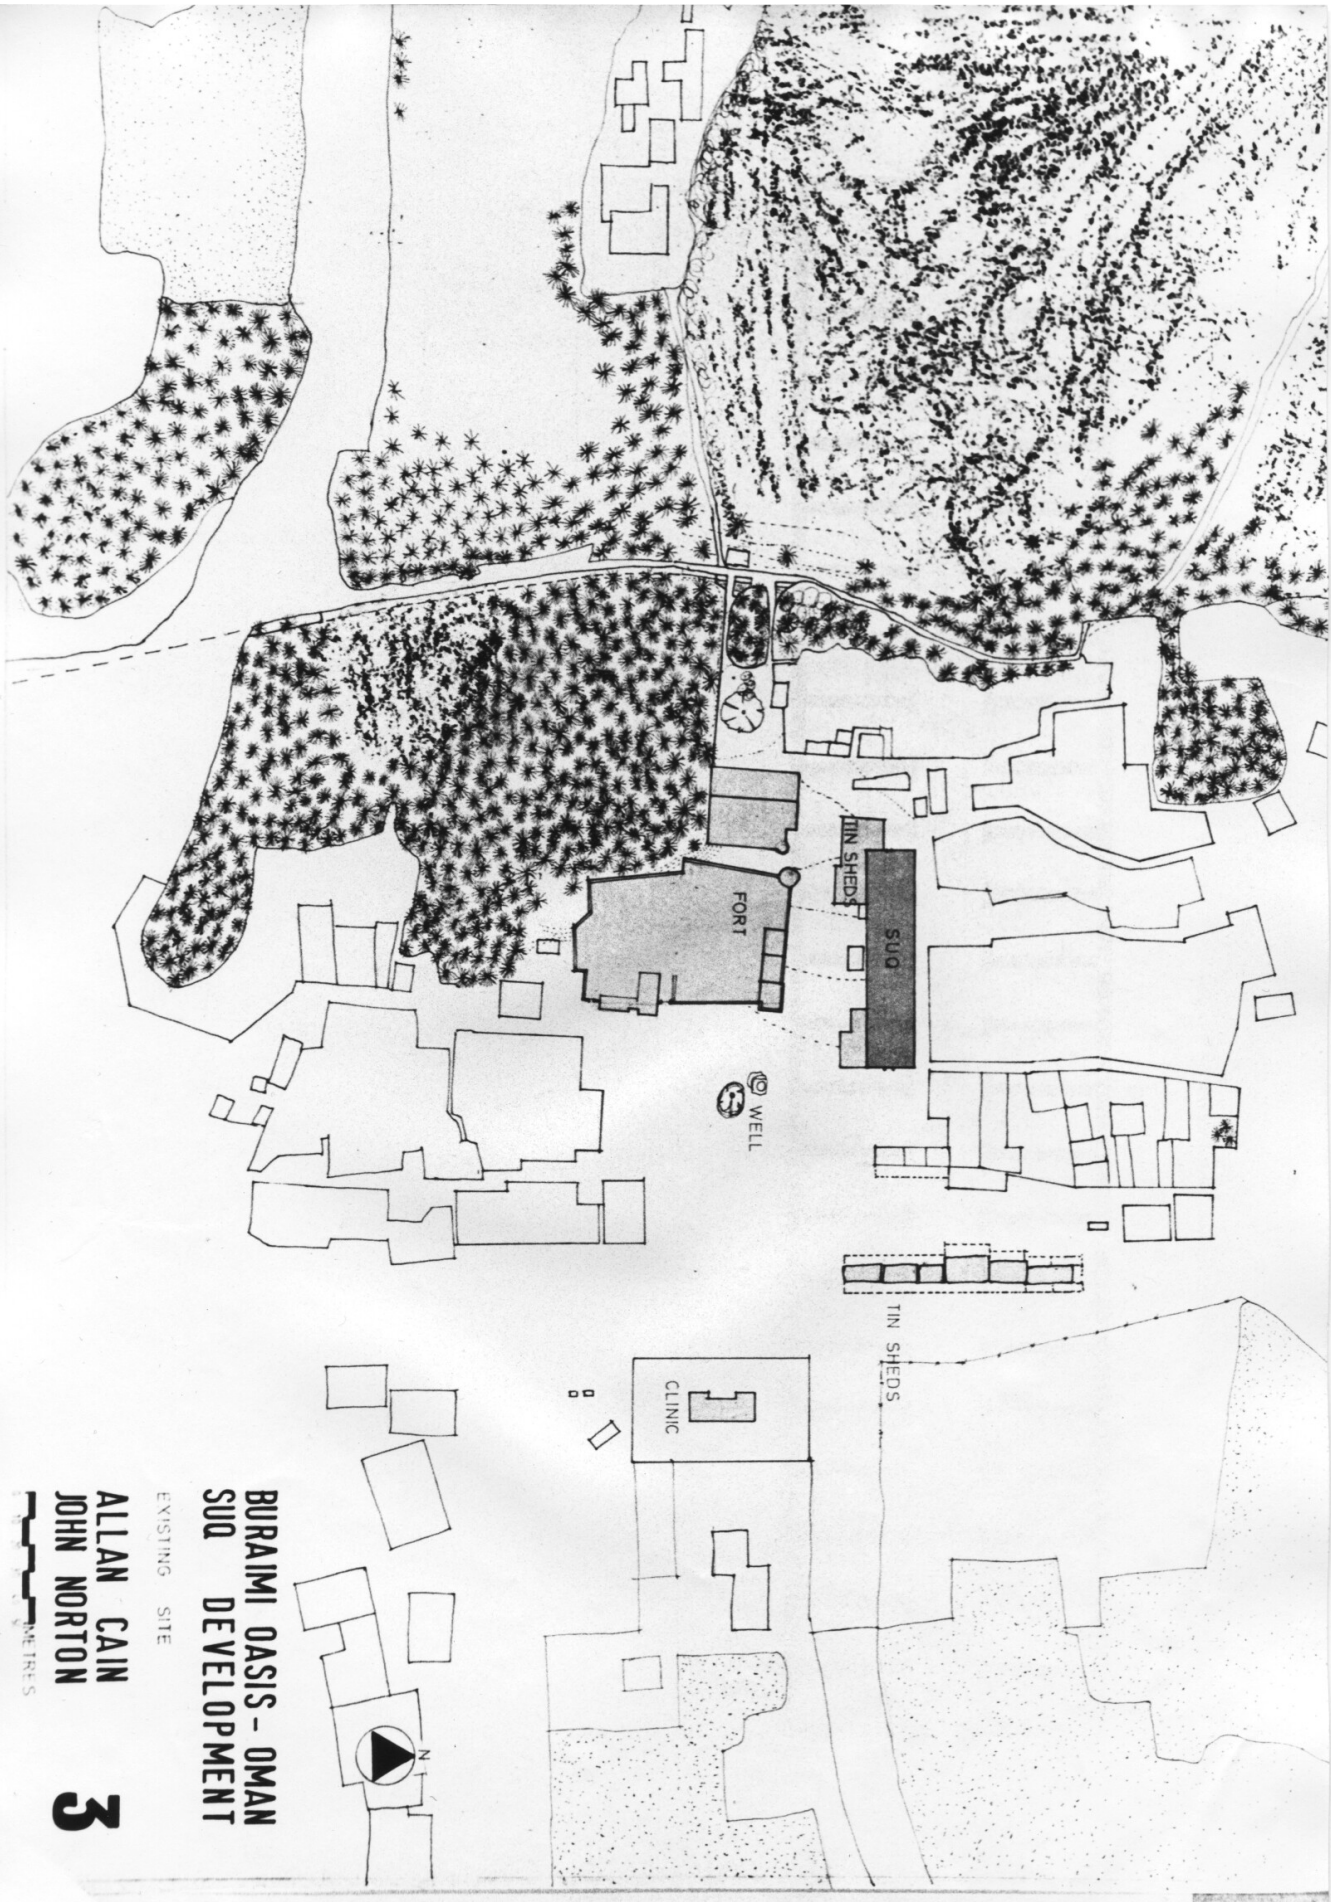 TIN SHEDS
SUQ
FORT
WELL
TIN SHEDS
CLINIC
BURAIMI OASIS - OMAN
SUQ DEVELOPMENT
EXISTING SITE
ALLAN CAIN
JOHN NORTON
METRES
3
N